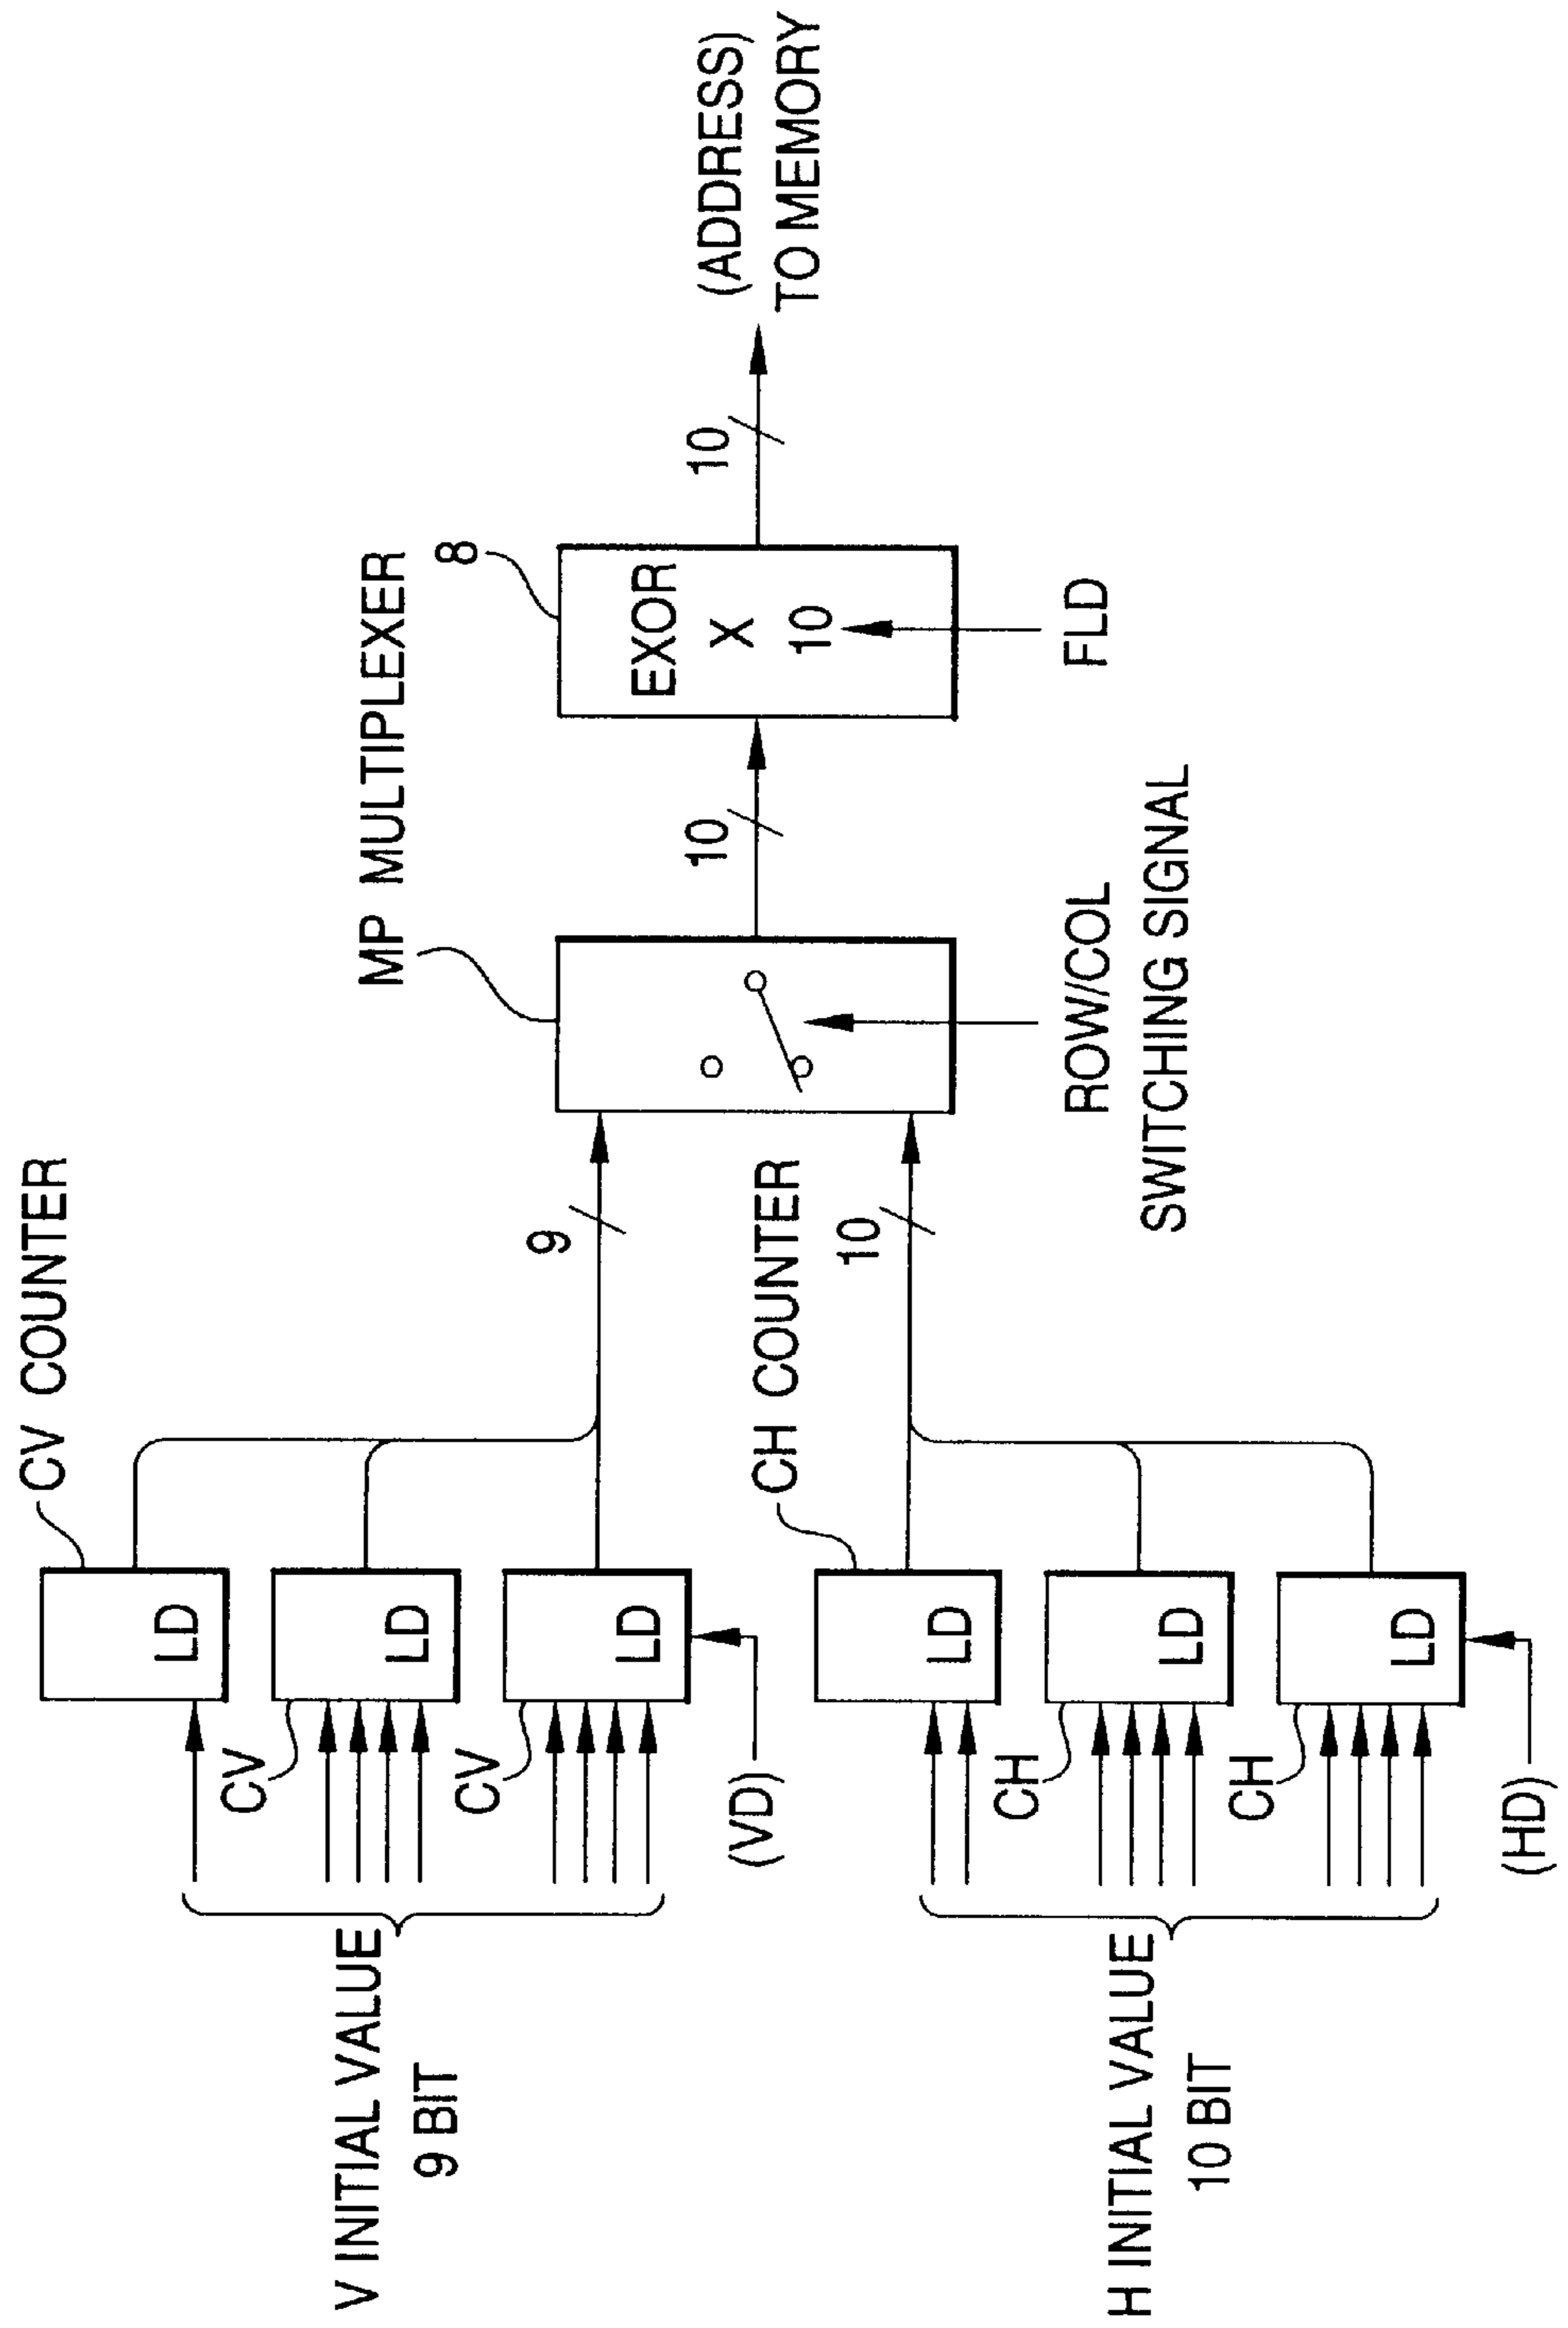 V INITIAL VALUE
9 BIT
CV COUNTER
LD
CV
LD
CV
LD
(VD)
9
H INITIAL VALUE
10 BIT
CH COUNTER
LD
CH
LD
CH
LD
(HD)
10
MP MULTIPLEXER
ROW/COL
SWITCHING SIGNAL
10
8
EXOR
X
10
FLD
10
(ADDRESS)
TO MEMORY